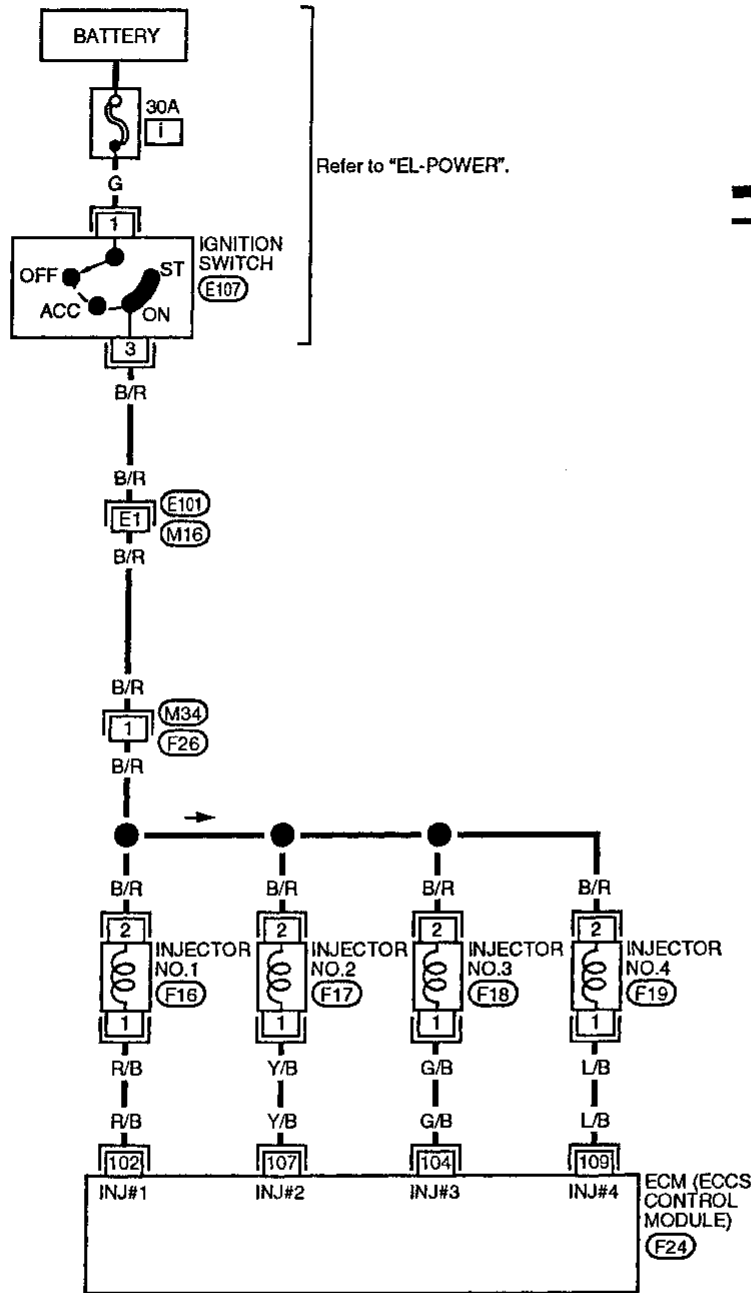 BATTERY
30A
i
G
Refer to "EL-POWER".
1
IGNITION
SWITCH
E107
OFF
ST
ACC
ON
3
B/R
B/R
E1
E101
M16
B/R
B/R
1
M34
F26
B/R
B/R B/R B/R B/R
2 2 2 2
INJECTOR INJECTOR INJECTOR INJECTOR
NO.1 NO.2 NO.3 NO.4
F16 F17 F18 F19
1 1 1 1
R/B Y/B G/B L/B
R/B Y/B G/B L/B
102 107 104 109
INJ#1 INJ#2 INJ#3 INJ#4
ECM (ECCS
CONTROL
MODULE)
F24